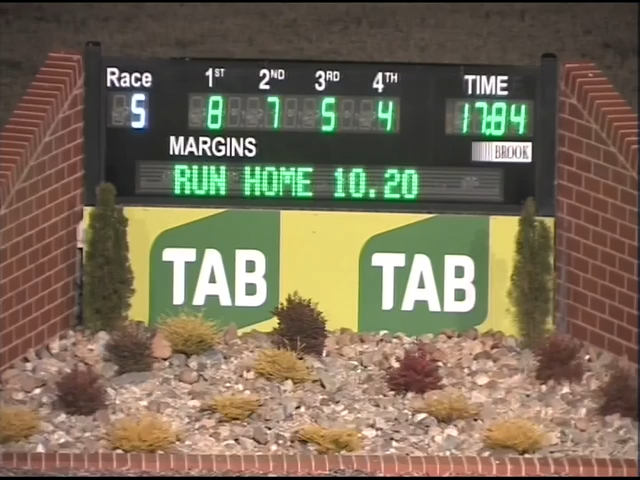 Race 1ST 2ND 3RD 4TH TIME
5 8 7 5 4 17.84
MARGINS BROOK
RUN HOME 10.20
TAB TAB